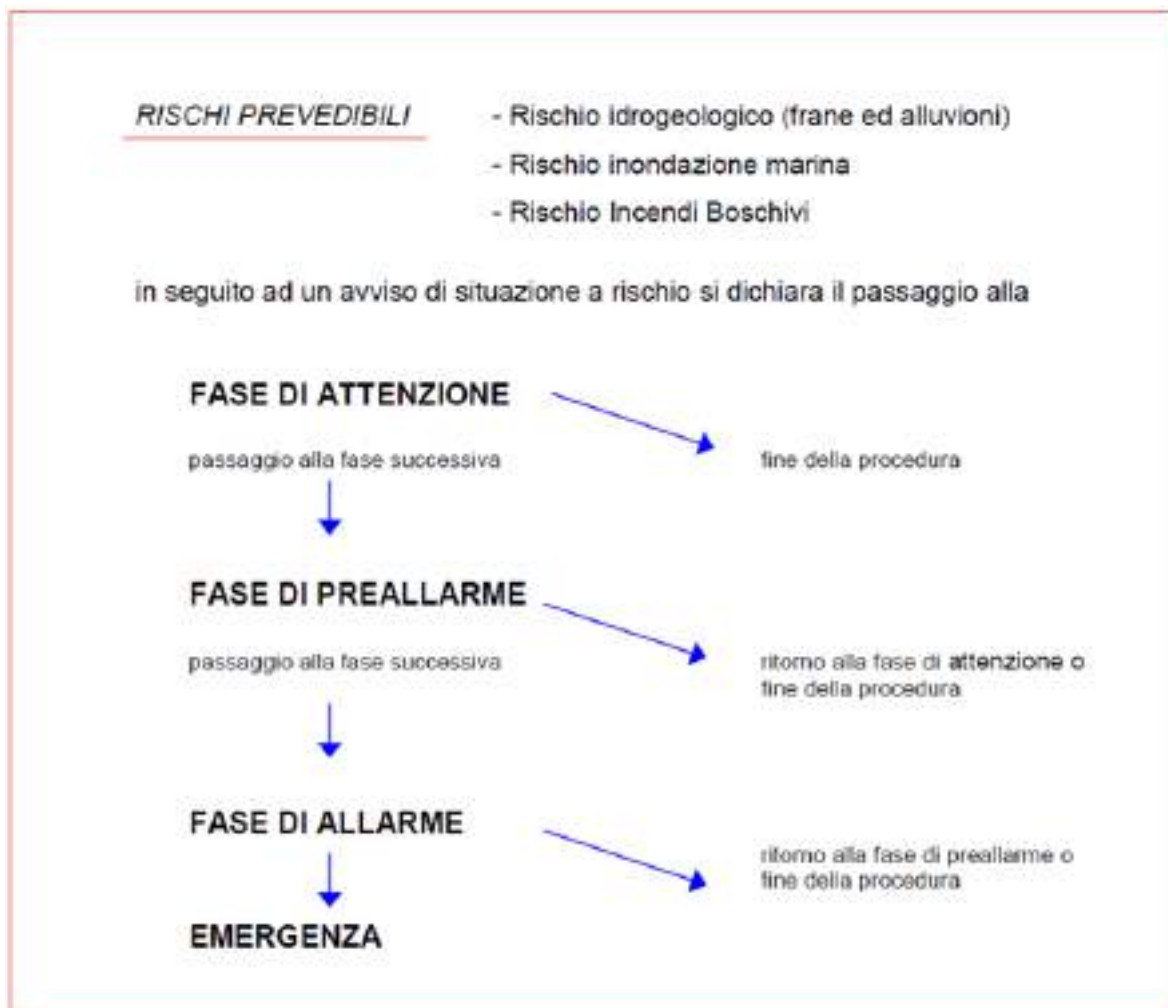 RISCHI PREVEDIBILI - Rischio idrogeologico (frane ed alluvioni)
- Rischio inondazione marina
- Rischio Incendi Boschivi
in seguito ad un avviso di situazione a rischio si dichiara il passaggio alla
FASE DI ATTENZIONE
passaggio alla fase successiva
fine della procedura
FASE DI PREALLARME
passaggio alla fase successiva
ritorno alla fase di attenzione o
fine della procedura
FASE DI ALLARME
ritorno alla fase di preallarme o
fine della procedura
EMERGENZA